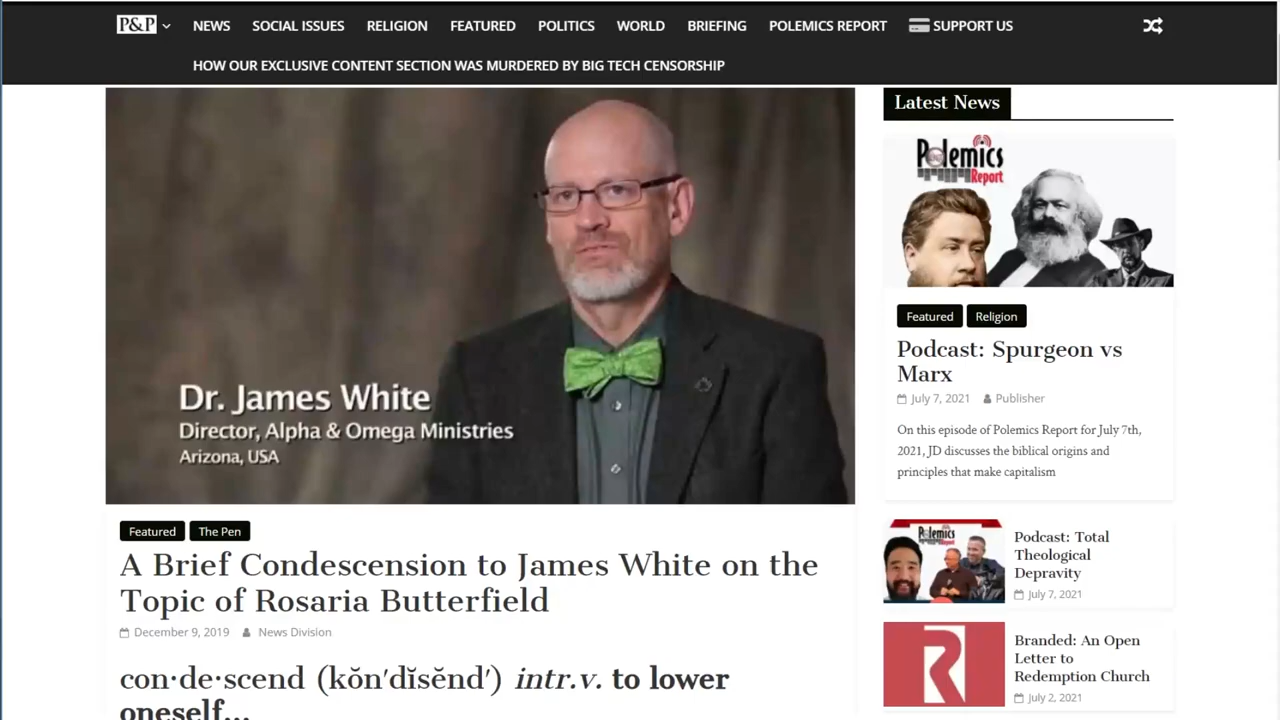 P&P
NEWS
SOCIAL ISSUES
RELIGION
FEATURED
POLITICS
WORLD
BRIEFING
POLEMICS REPORT
SUPPORT US
HOW OUR EXCLUSIVE CONTENT SECTION WAS MURDERED BY BIG TECH CENSORSHIP
Dr. James White
Director, Alpha & Omega Ministries
Arizona, USA
Featured
The Pen
A Brief Condescension to James White on the
Topic of Rosaria Butterfield
December 9, 2019
News Division
con·de·scend (kŏn′dĭsĕnd′) intr.v. to lower
oneself...
Latest News
Polemics
Report
Featured
Religion
Podcast: Spurgeon vs
Marx
July 7, 2021
Publisher
On this episode of Polemics Report for July 7th,
2021, JD discusses the biblical origins and
principles that make capitalism
Polemics
Report
Podcast: Total
Theological
Depravity
July 7, 2021
R
Branded: An Open
Letter to
Redemption Church
July 2, 2021